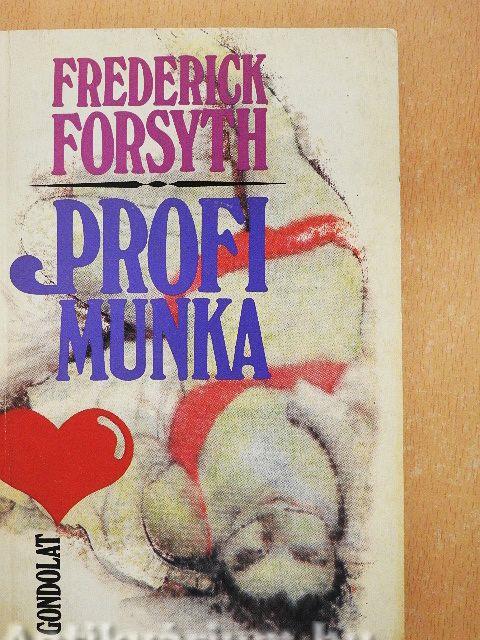 FREDERICK
FORSYTH
PROFI
MUNKA
GONDOLAT